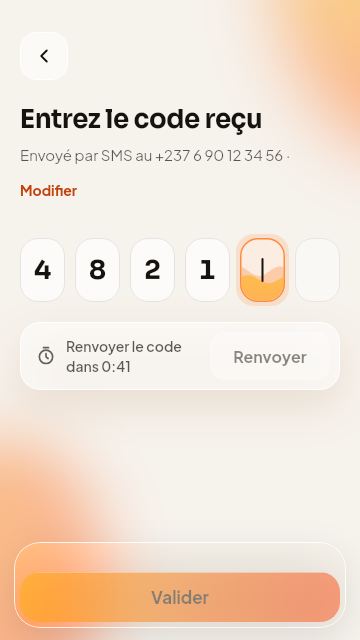 Entrez le code reçu
Envoyé par SMS au +237 6 90 12 34 56 ·
Modifier
4 8 2 1
Renvoyer le code
dans 0:41
Renvoyer
Valider